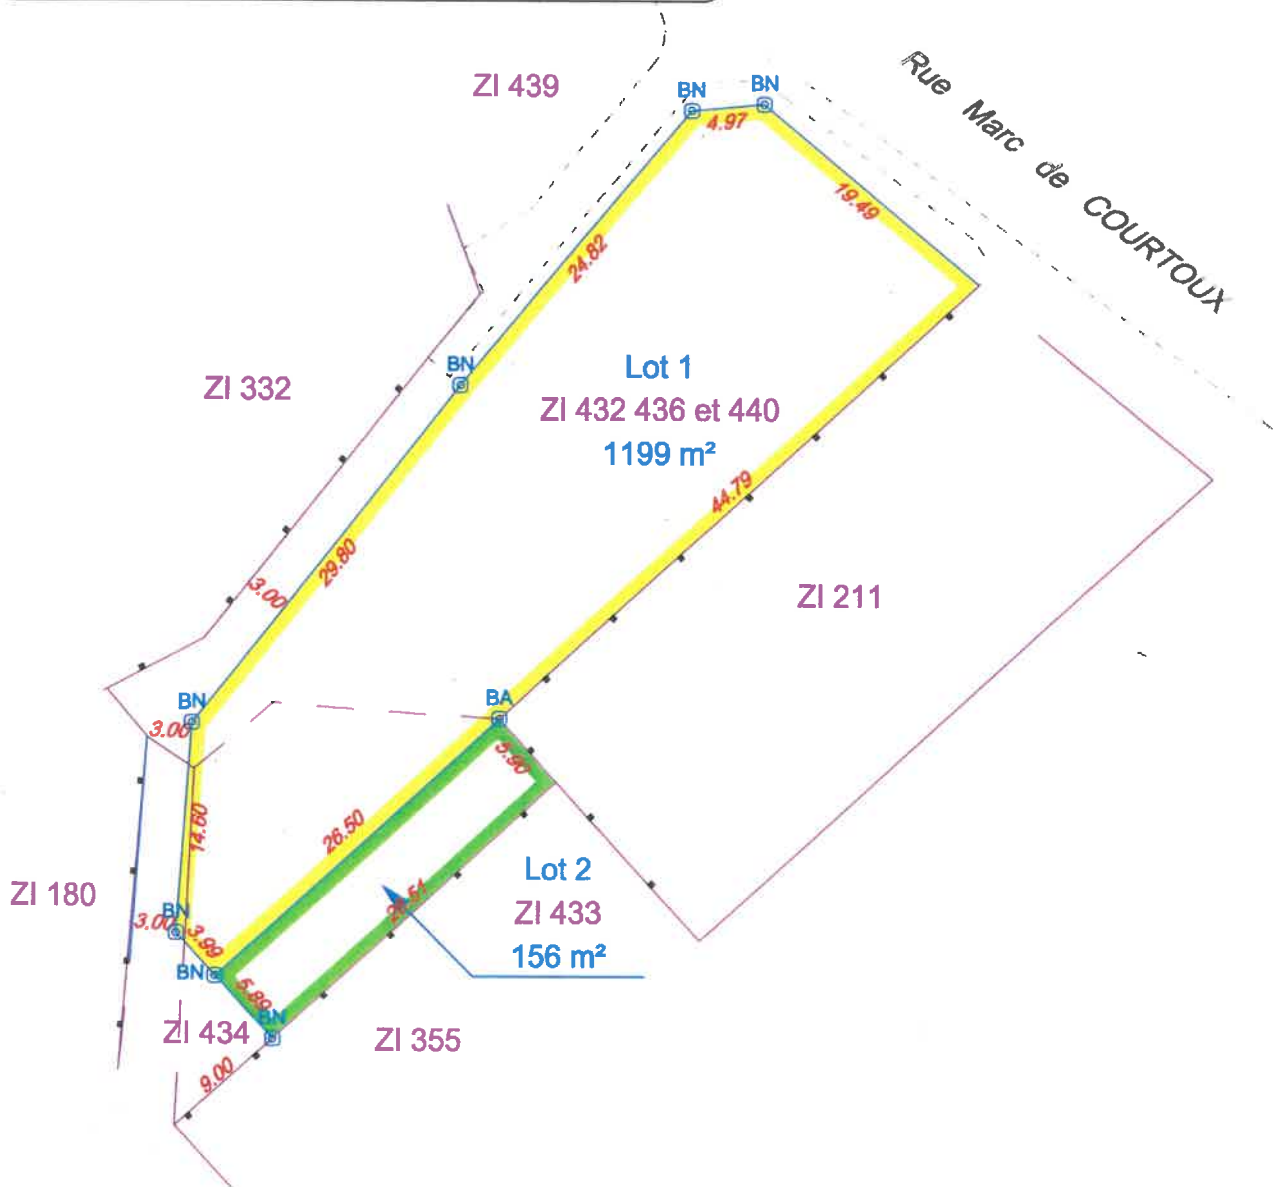 ZI 439
BN
BN
4.97
Rue Marc de COURTOUX
19.49
24.82
BN
ZI 332
Lot 1
ZI 432 436 et 440
1199 m²
44.79
29.80
3.00
ZI 211
BN
3.00
BA
5.90
14.60
26.50
Lot 2
ZI 433
156 m²
ZI 180
BN
3.00
3.99
BN
5.89
BN
ZI 434
ZI 355
9.00